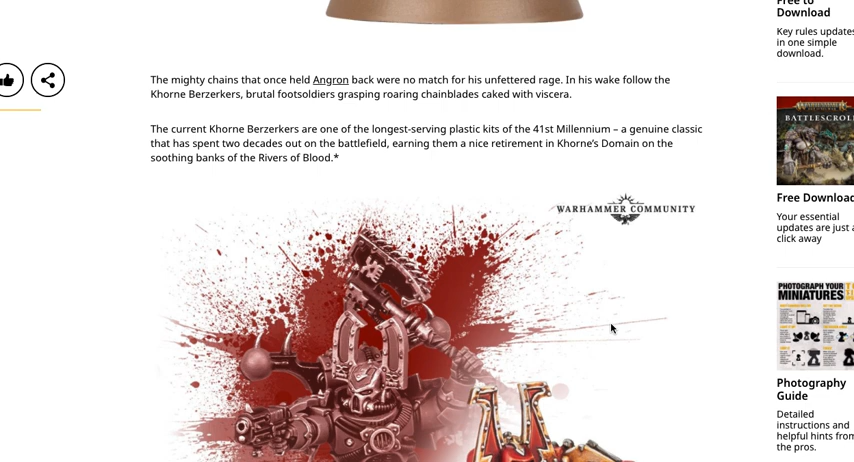 The mighty chains that once held Angron back were no match for his unfettered rage. In his wake follow the
Khorne Berzerkers, brutal footsoldiers grasping roaring chainblades caked with viscera.
The current Khorne Berzerkers are one of the longest-serving plastic kits of the 41st Millennium – a genuine classic
that has spent two decades out on the battlefield, earning them a nice retirement in Khorne’s Domain on the
soothing banks of the Rivers of Blood.*
WARHAMMER COMMUNITY
Free to
Download
Key rules updates
in one simple
download.
BATTLESCROL
Free Downloa
Your essential
updates are just a
click away
PHOTOGRAPH YOUR
MINIATURES
Photography
Guide
Detailed
instructions and
helpful hints from
the pros.